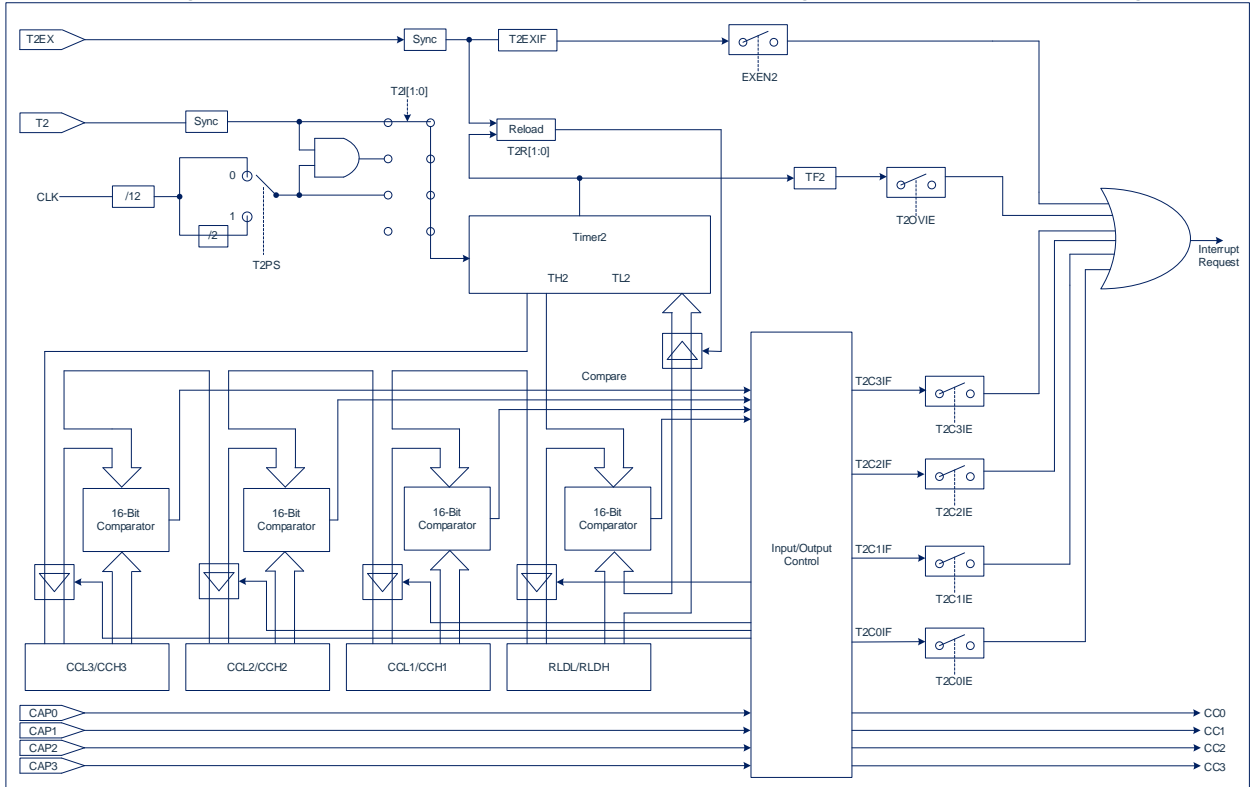 T2EX
Sync
T2EXIF
EXEN2
T2I[1:0]
T2
Sync
Reload
T2R[1:0]
0
CLK
/12
1
/2
T2PS
TF2
T2OVIE
Timer2
TH2
TL2
Interrupt
Request
Compare
T2C3IF
T2C3IE
T2C2IF
T2C2IE
T2C1IF
T2C1IE
T2C0IF
T2C0IE
16-Bit
Comparator
16-Bit
Comparator
16-Bit
Comparator
16-Bit
Comparator
Input/Output
Control
CCL3/CCH3
CCL2/CCH2
CCL1/CCH1
RLDL/RLDH
CAP0
CAP1
CAP2
CAP3
CC0
CC1
CC2
CC3